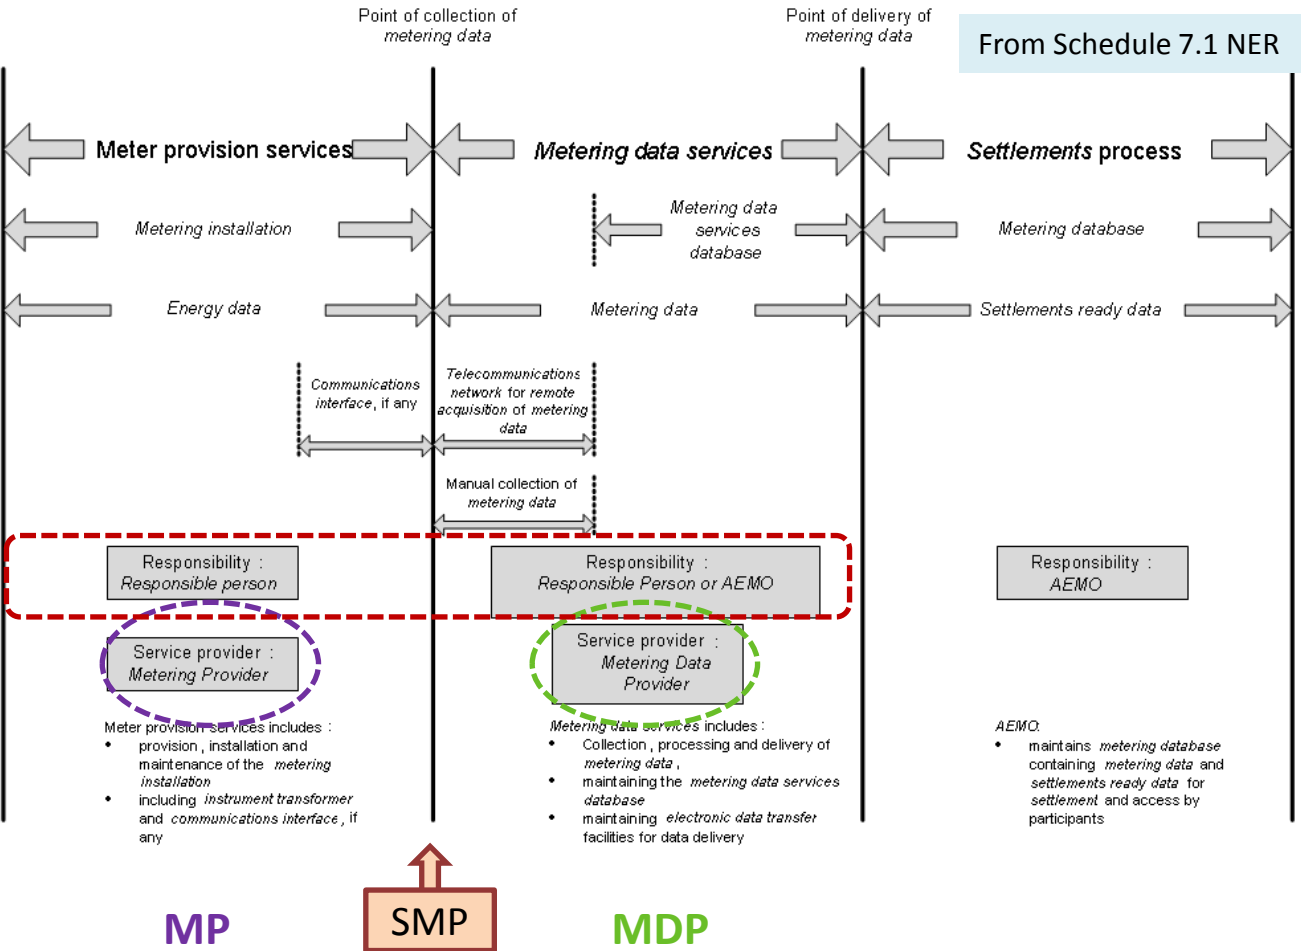 Point of collection of
metering data
Point of delivery of
metering data
From Schedule 7.1 NER
Meter provision services
Metering data services
Settlements process
Metering installation
Metering data
services
database
Metering database
Energy data
Metering data
Settlements ready data
Communications
interface, if any
Telecommunications
network for remote
acquisition of metering
data
Manual collection of
metering data
Responsibility :
Responsible person
Responsibility :
Responsible Person or AEMO
Responsibility :
AEMO
Service provider :
Metering Provider
Service provider :
Metering Data
Provider
Meter provision services includes :
• provision , installation and
maintenance of the metering
installation
• including instrument transformer
and communications interface, if
any
Metering data services includes :
• Collection , processing and delivery of
metering data ,
• maintaining the metering data services
database
• maintaining electronic data transfer
facilities for data delivery
AEMO:
• maintains metering database
containing metering data and
settlements ready data for
settlement and access by
participants
MP
SMP
MDP